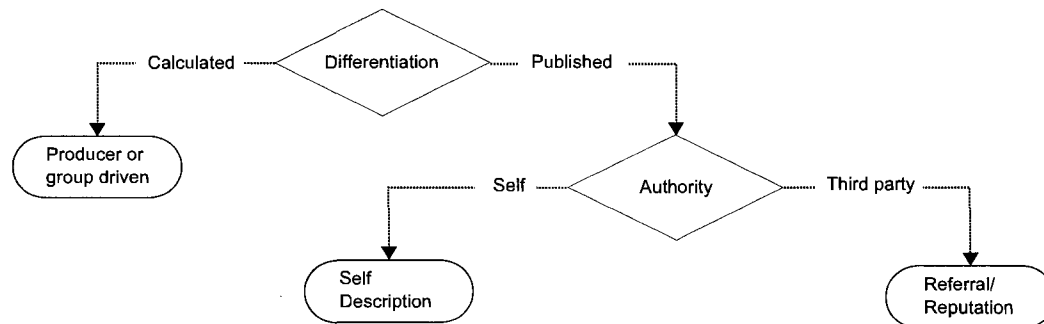 Calculated
Differentiation
Published
Producer or
group driven
Self
Authority
Third party
Self
Description
Referral/
Reputation